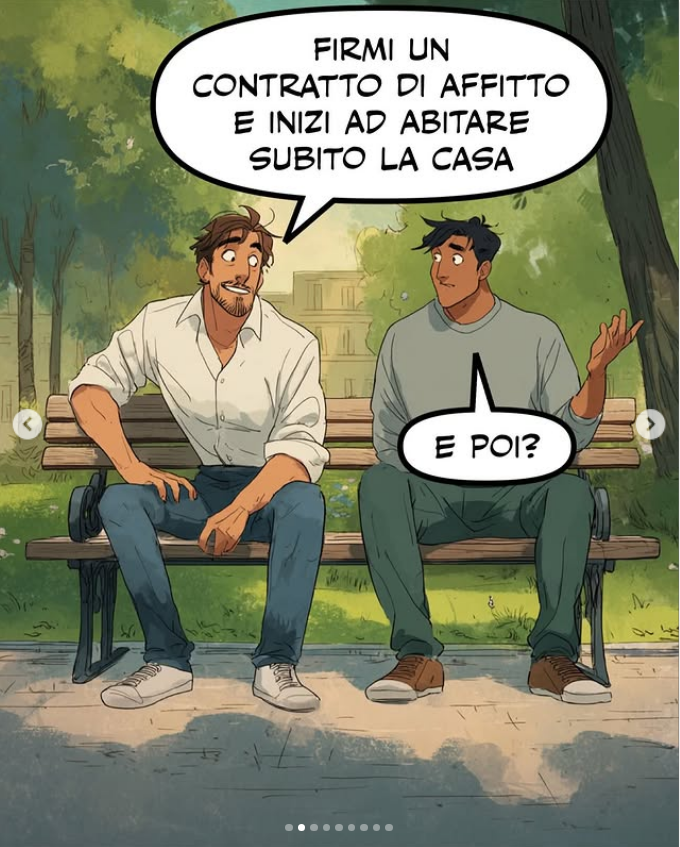 FIRMI UN
CONTRATTO DI AFFITTO
E INIZI AD ABITARE
SUBITO LA CASA
E POI?